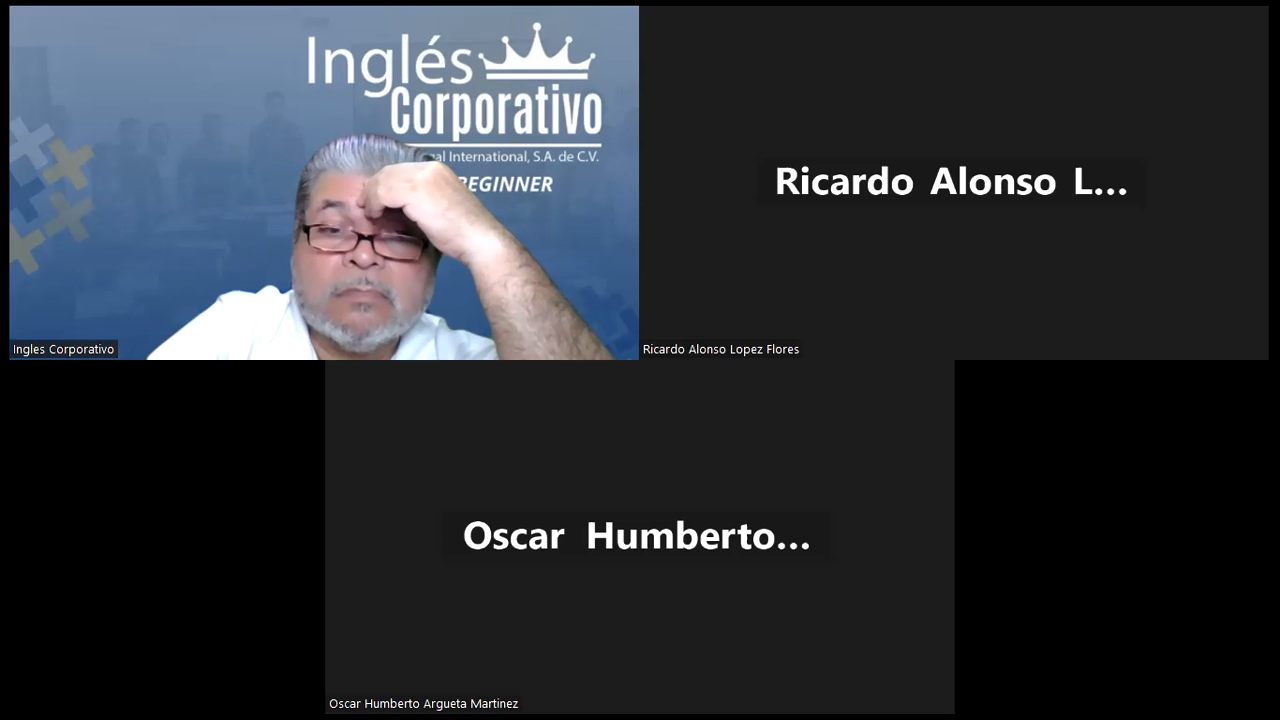 Inglés
Corporativo
al International, S.A. de C.V.
BEGINNER
Ingles Corporativo
Ricardo Alonso L...
Ricardo Alonso Lopez Flores
Oscar Humberto...
Oscar Humberto Argueta Martinez